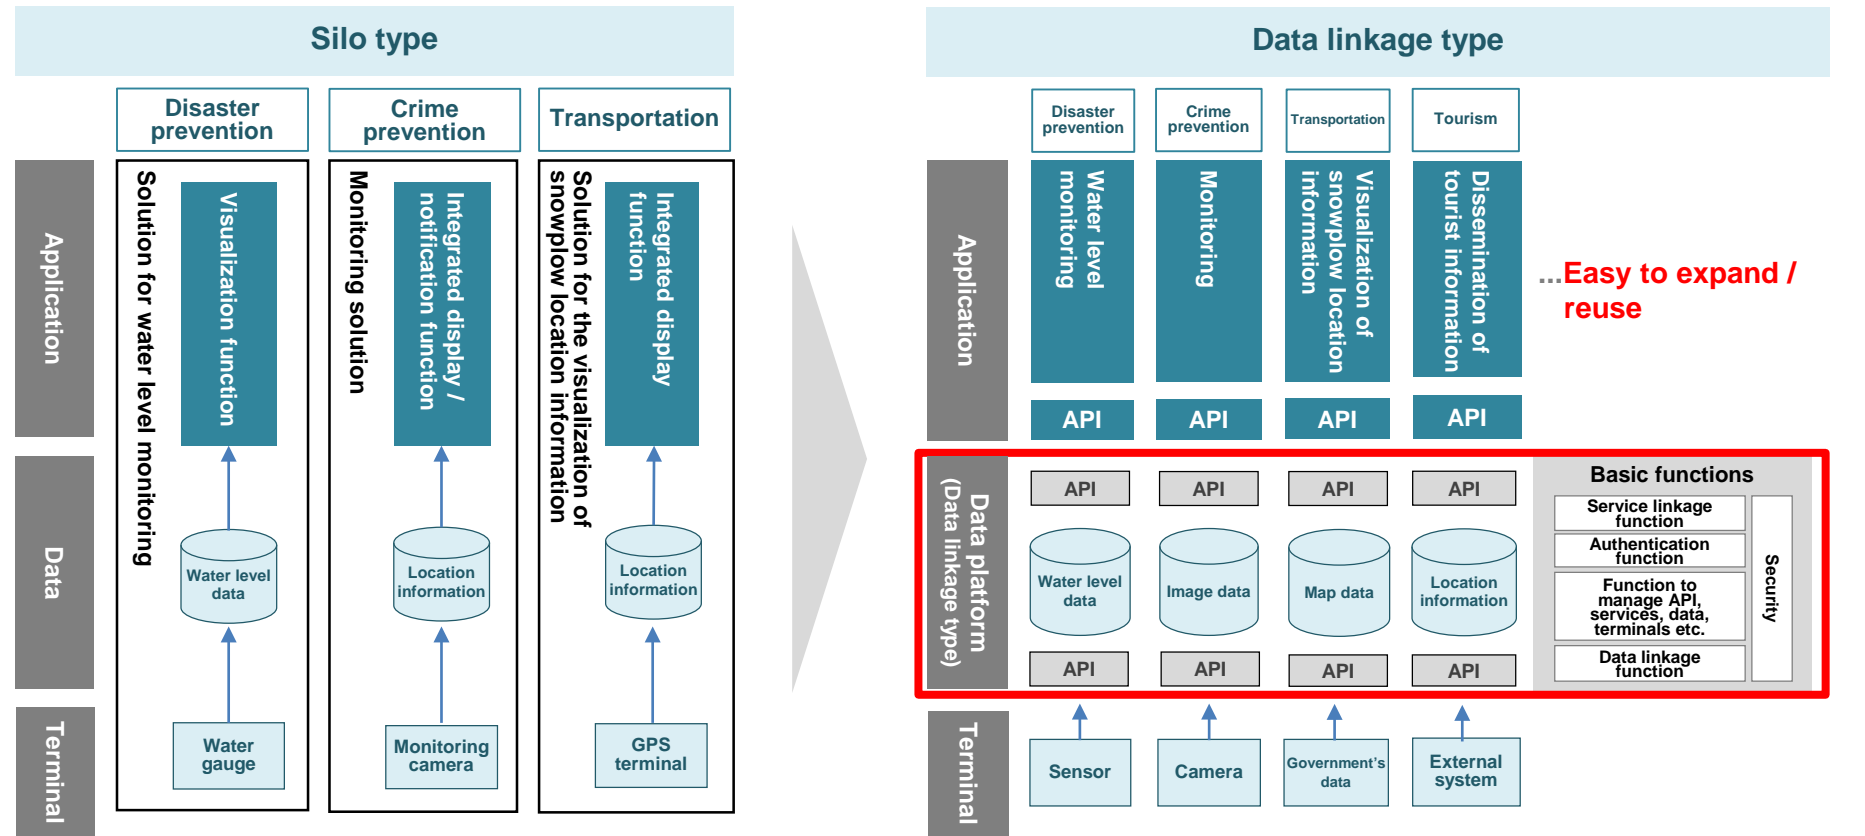 Silo type
Disaster
prevention
Crime
prevention
Transportation
Application
Data
Terminal
Solution for water level monitoring
Visualization function
Water level
data
Water
gauge
Monitoring solution
Integrated display /
notification function
Location
information
Monitoring
camera
Solution for the visualization of
snowplow location information
Integrated display
function
Location
information
GPS
terminal
Data linkage type
Disaster
prevention
Crime
prevention
Transportation
Tourism
Application
Water level
monitoring
Monitoring
Visualization of
snowplow location
information
Dissemination of
tourist information
...Easy to expand /
reuse
API
API
API
API
Data platform
(Data linkage type)
API
API
API
API
Water level
data
Image data
Map data
Location
information
API
API
API
API
Basic functions
Service linkage
function
Authentication
function
Function to
manage API,
services, data,
terminals etc.
Data linkage
function
Security
Terminal
Sensor
Camera
Government's
data
External
system